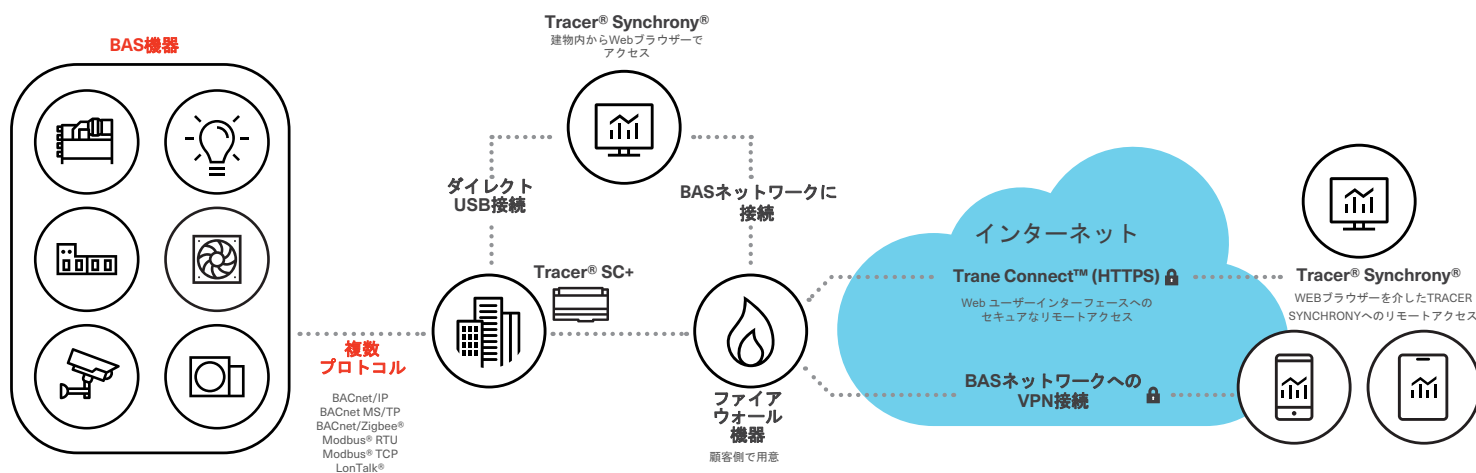 BAS機器
Tracer® Synchrony®
建物内からWebブラウザーで
アクセス
ダイレクト
USB接続
BASネットワークに
接続
Tracer® SC+
複数
プロトコル
BACnet/IP
BACnet MS/TP
BACnet/Zigbee®
Modbus® RTU
Modbus® TCP
LonTalk®
ファイア
ウォール
機器
顧客側で用意
インターネット
Trane Connect™ (HTTPS)
Web ユーザーインターフェースへの
セキュアなリモートアクセス
BASネットワークへの
VPN接続
Tracer® Synchrony®
WEBブラウザーを介したTRACER
SYNCHRONYへのリモートアクセス